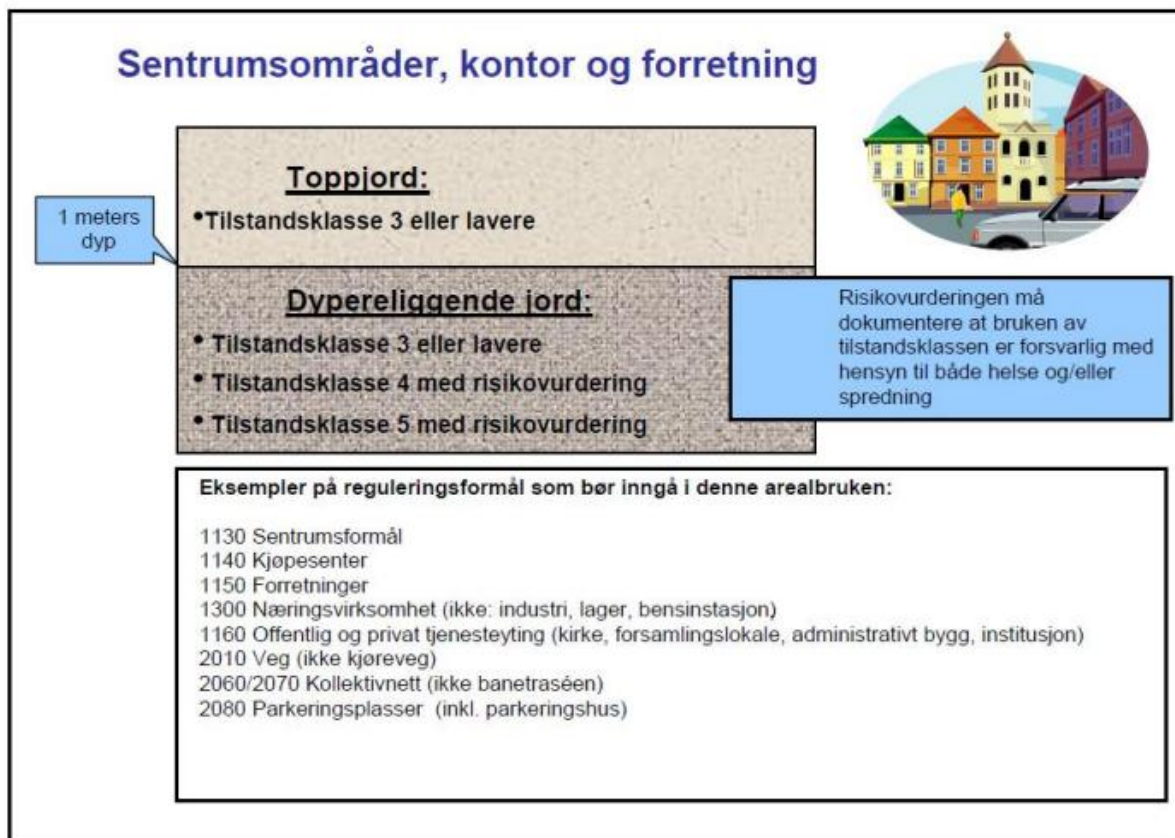 Sentrumsområder, kontor og forretning
Toppjord:
•Tilstandsklasse 3 eller lavere
1 meters
dyp
Dypereliggende jord:
• Tilstandsklasse 3 eller lavere
• Tilstandsklasse 4 med risikovurdering
• Tilstandsklasse 5 med risikovurdering
Risikovurderingen må
dokumentere at bruken av
tilstandsklassen er forsvarlig med
hensyn til både helse og/eller
spredning
Eksempler på reguleringsformål som bør inngå i denne arealbruken:
1130 Sentrumsformål
1140 Kjøpesenter
1150 Forretninger
1300 Næringsvirksomhet (ikke: industri, lager, bensinstasjon)
1160 Offentlig og privat tjenesteyting (kirke, forsamlingslokale, administrativt bygg, institusjon)
2010 Veg (ikke kjøreveg)
2060/2070 Kollektivnett (ikke banetraséen)
2080 Parkeringsplasser (inkl. parkeringshus)